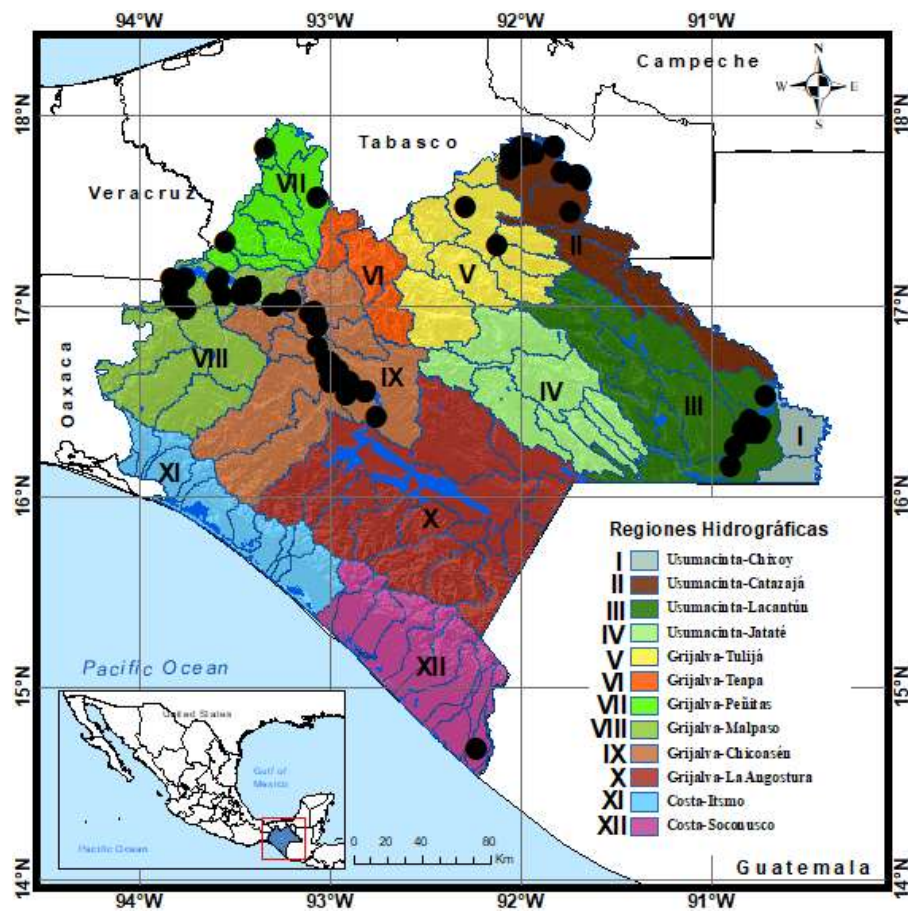 94°W 93°W 92°W 91°W
Campeche
N
W E
S
18°N 18°N
Tabasco
Veracruz
VII
II
VI
V
17°N 17°N
VIII
IX
IV
III
I
Oaxaca
XI
16°N 16°N
X
Regiones Hidrográficas
I Usumacinta-Chixoy
II Usumacinta-Catazajá
III Usumacinta-Lacantún
IV Usumacinta-Jataté
V Grijalva-Tulijá
VI Grijalva-Teapa
VII Grijalva-Peñitas
VIII Grijalva-Malpaso
IX Grijalva-Chicoasén
X Grijalva-La Angostura
XI Costa-Itsmo
XII Costa-Soconusco
XII
Pacific Ocean
15°N 15°N
United States
Gulf of
Mexico
Pacific Ocean
0 20 40 80
Km
Guatemala
14°N 14°N
94°W 93°W 92°W 91°W